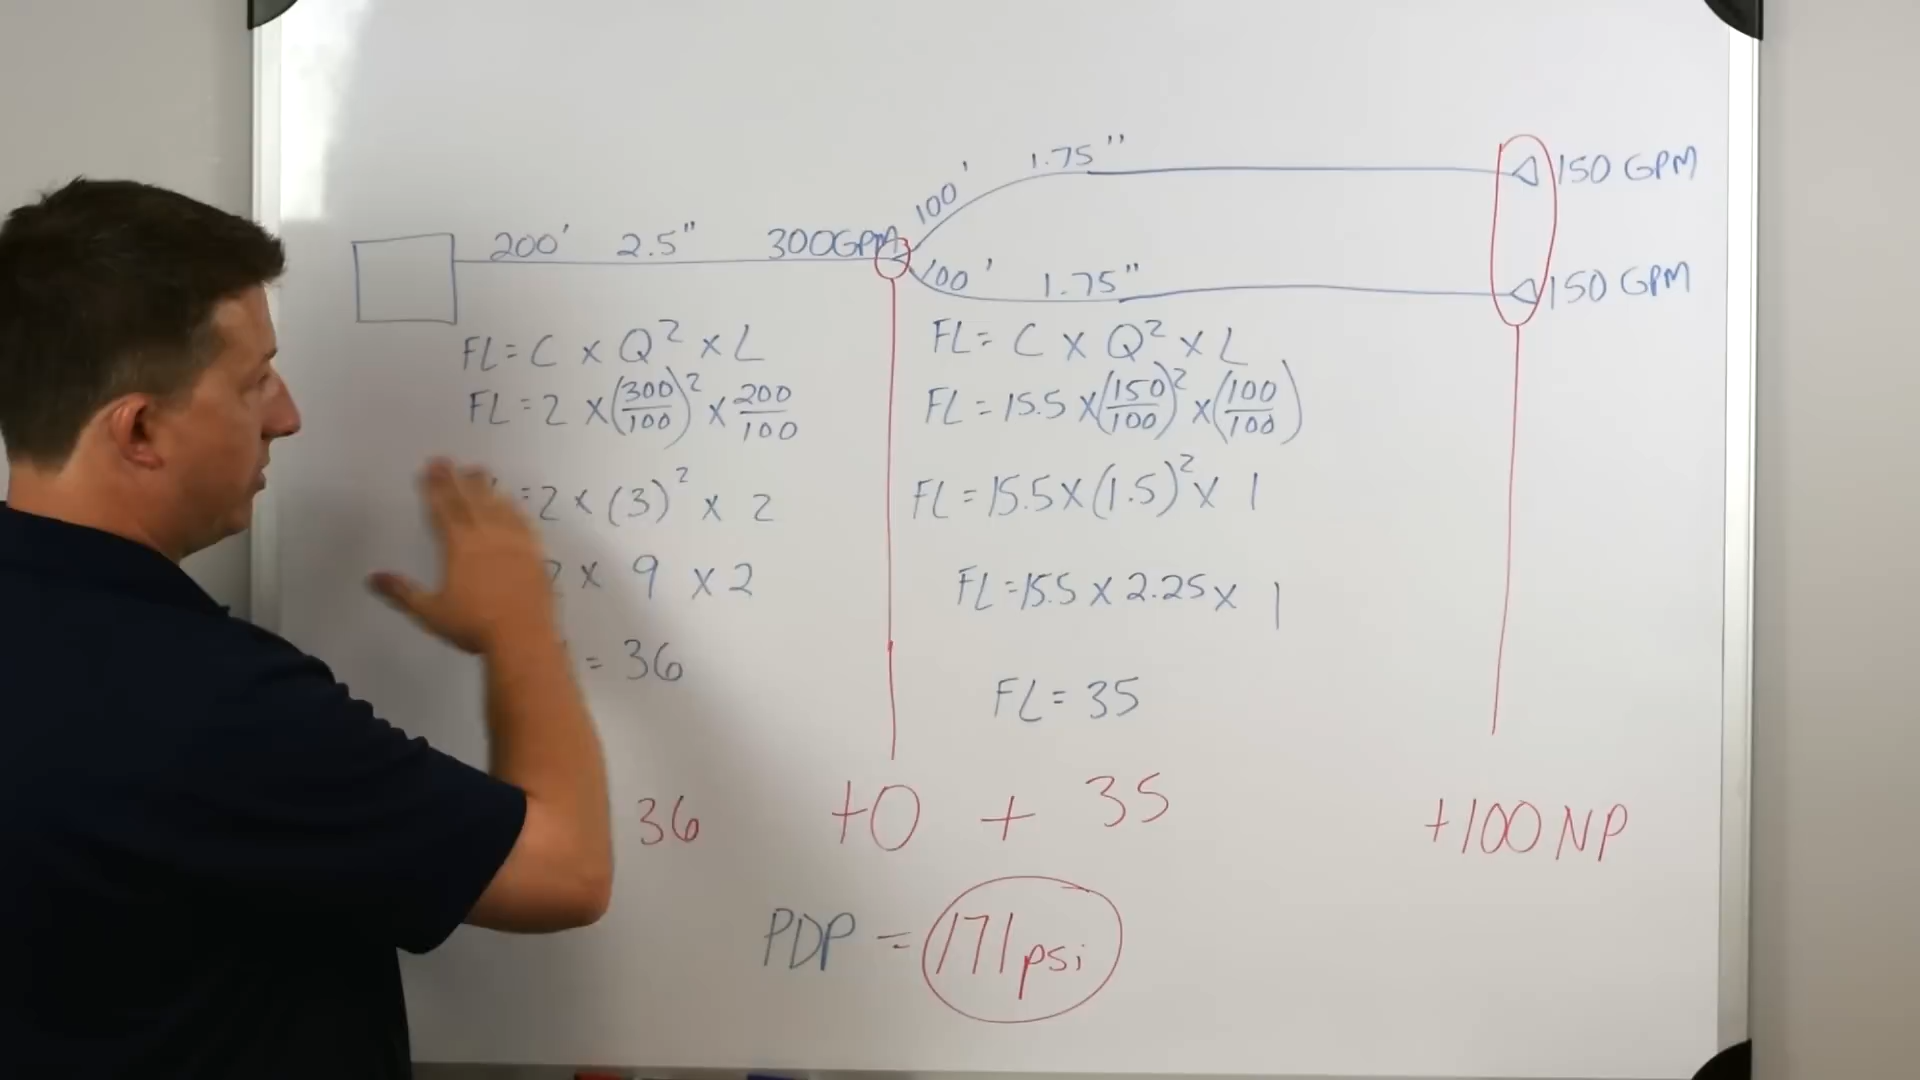 100' 1.75" 150 GPM
200' 2.5" 300GPM
100' 1.75" 150 GPM
FL = C x Q² x L
FL = 2 x (300/100)² x 200/100
= 2 x (3)² x 2
2 x 9 x 2
= 36
FL = C x Q² x L
FL = 15.5 x (150/100)² x (100/100)
FL = 15.5 x (1.5)² x 1
FL = 15.5 x 2.25 x 1
FL = 35
36 +0 + 35 +100 NP
PDP = 171 psi